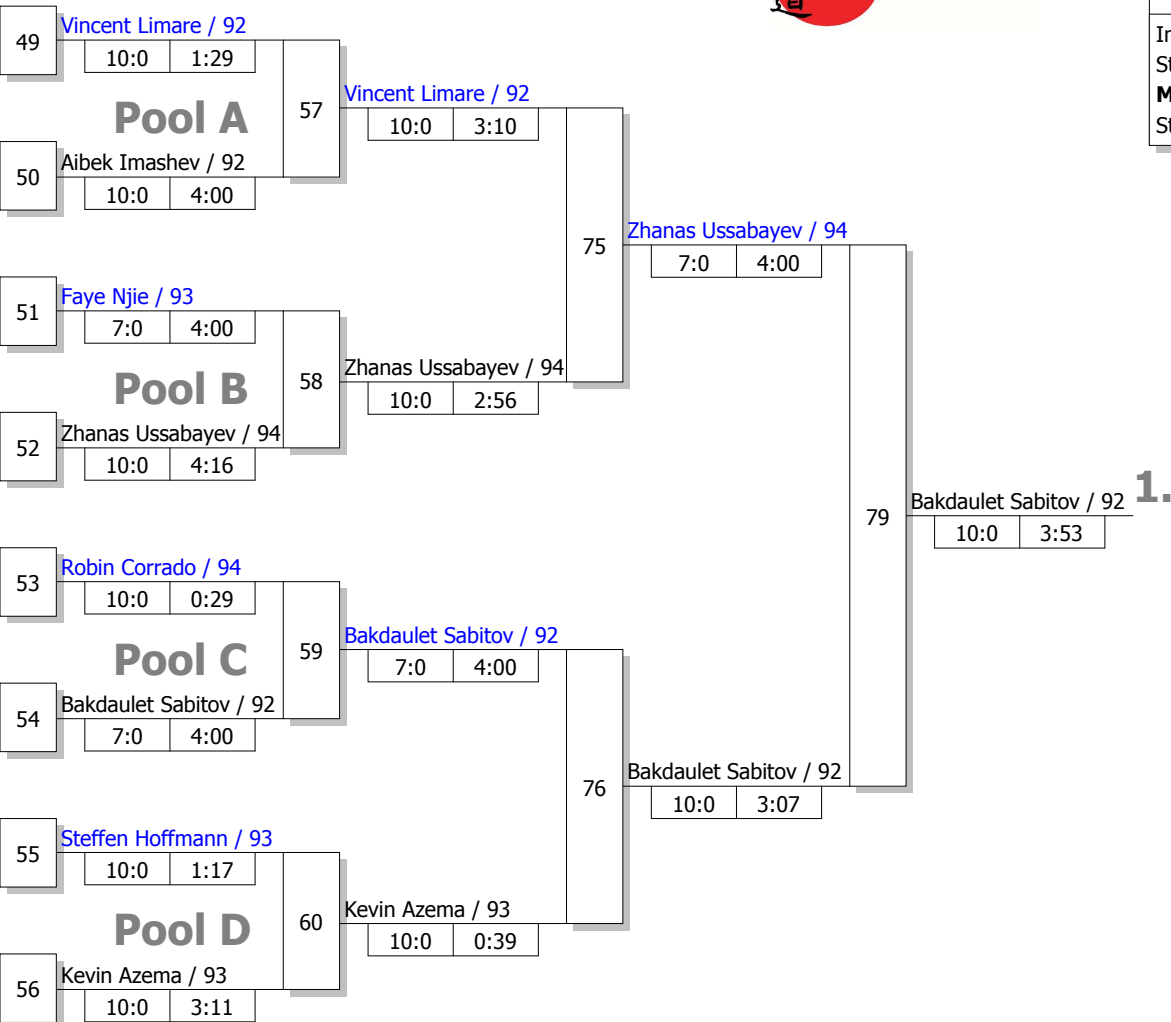 49
Vincent Limare / 92
10:0 1:29
Pool A
57
Vincent Limare / 92
10:0 3:10
50
Aibek Imashev / 92
10:0 4:00
75
Zhanas Ussabayev / 94
7:0 4:00
51
Faye Njie / 93
7:0 4:00
Pool B
58
Zhanas Ussabayev / 94
10:0 2:56
52
Zhanas Ussabayev / 94
10:0 4:16
79
Bakdaulet Sabitov / 92
1.
10:0 3:53
53
Robin Corrado / 94
10:0 0:29
Pool C
59
Bakdaulet Sabitov / 92
7:0 4:00
54
Bakdaulet Sabitov / 92
7:0 4:00
76
Bakdaulet Sabitov / 92
10:0 3:07
55
Steffen Hoffmann / 93
10:0 1:17
Pool D
60
Kevin Azema / 93
10:0 0:39
56
Kevin Azema / 93
10:0 3:11